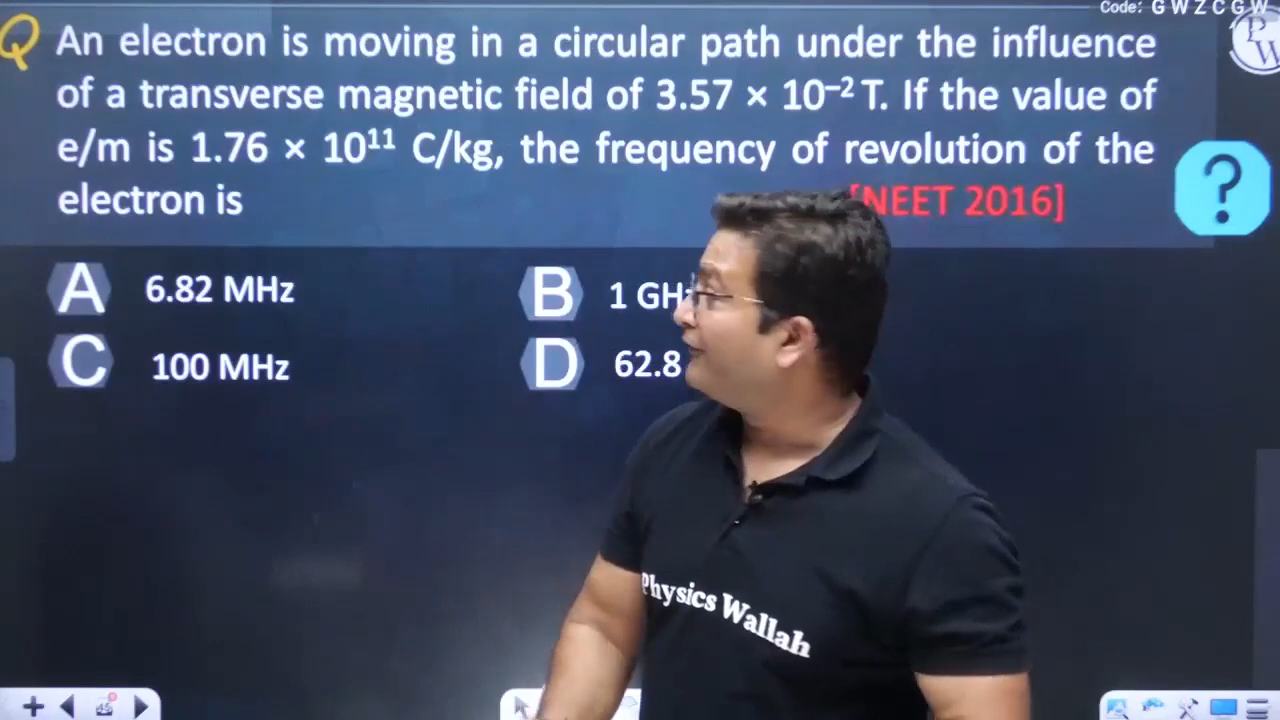 Code: G W Z C G W
Q An electron is moving in a circular path under the influence
of a transverse magnetic field of 3.57 × 10⁻² T. If the value of
e/m is 1.76 × 10¹¹ C/kg, the frequency of revolution of the
electron is [NEET 2016]
?
A 6.82 MHz B 1 GH
C 100 MHz D 62.8
Physics Wallah
PW